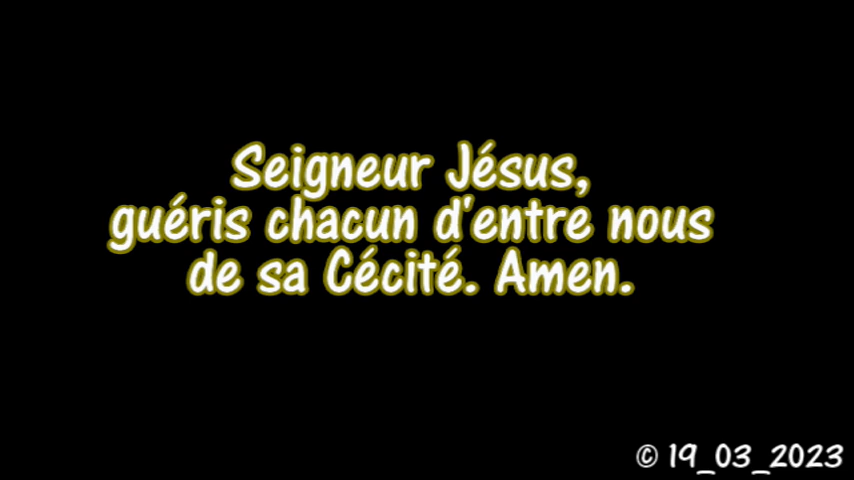 Seigneur Jésus,
guéris chacun d'entre nous
de sa Cécité. Amen.
© 19_03_2023